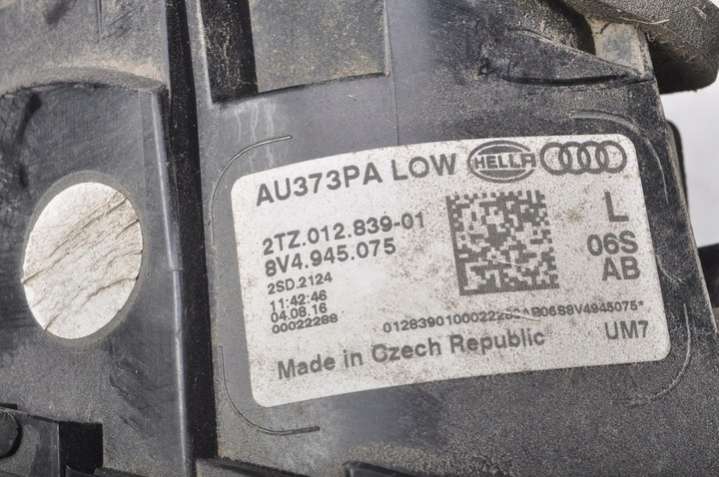 AU373PA LOW HELLA
2TZ.012.839-01
8V4.945.075
2SD.2124
11:42:46
04.08.16
00022288
L
06S
AB
0128390100022288AB06S8V4945075*
Made in Czech Republic
UM7